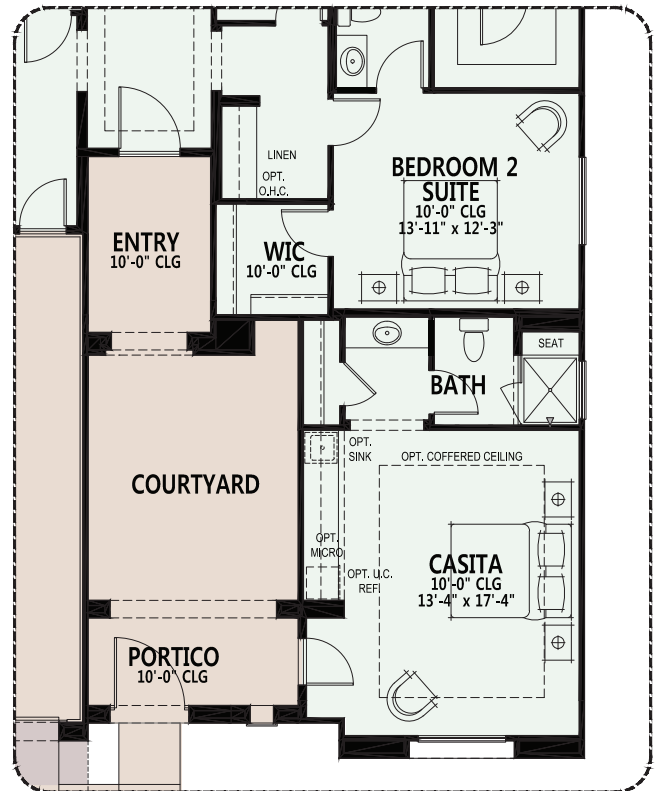 LINEN
OPT.
O.H.C.
BEDROOM 2
SUITE
10'-0" CLG
13'-11" x 12'-3"
ENTRY
10'-0" CLG
WIC
10'-0" CLG
SEAT
BATH
COURTYARD
OPT.
SINK
OPT. COFFERED CEILING
OPT.
MICRO
OPT. U.C.
REF.
CASITA
10'-0" CLG
13'-4" x 17'-4"
PORTICO
10'-0" CLG